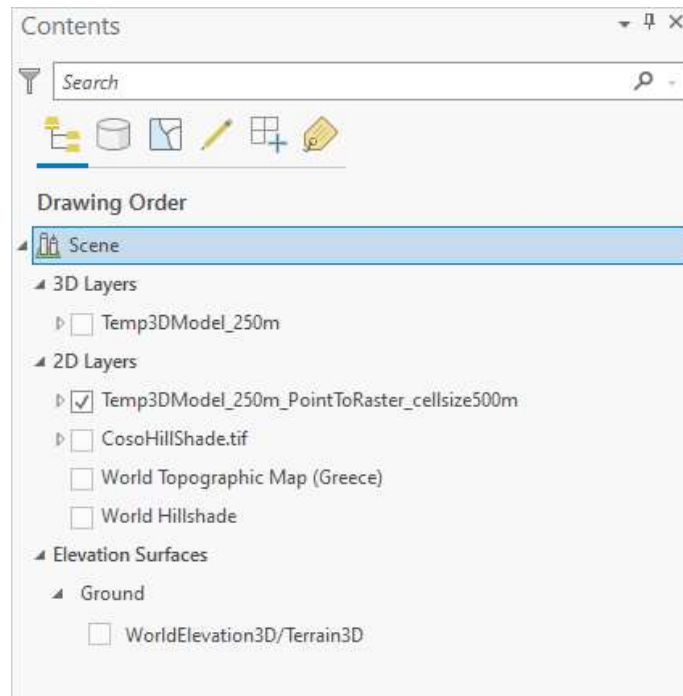 Contents
Search
Drawing Order
Scene
3D Layers
Temp3DModel_250m
2D Layers
Temp3DModel_250m_PointToRaster_cellsize500m
CosoHillShade.tif
World Topographic Map (Greece)
World Hillshade
Elevation Surfaces
Ground
WorldElevation3D/Terrain3D